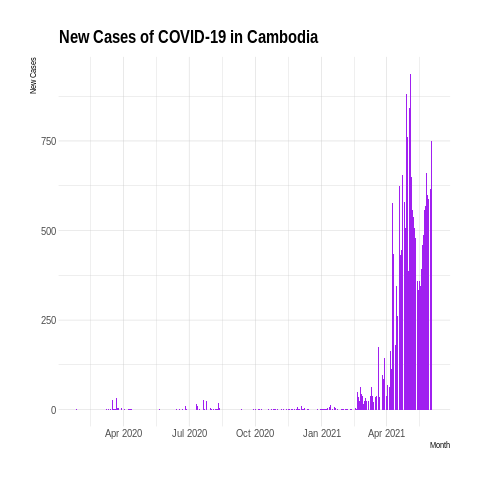 New Cases of COVID-19 in Cambodia
New Cases
750
500
250
0
Apr 2020 Jul 2020 Oct 2020 Jan 2021 Apr 2021
Month